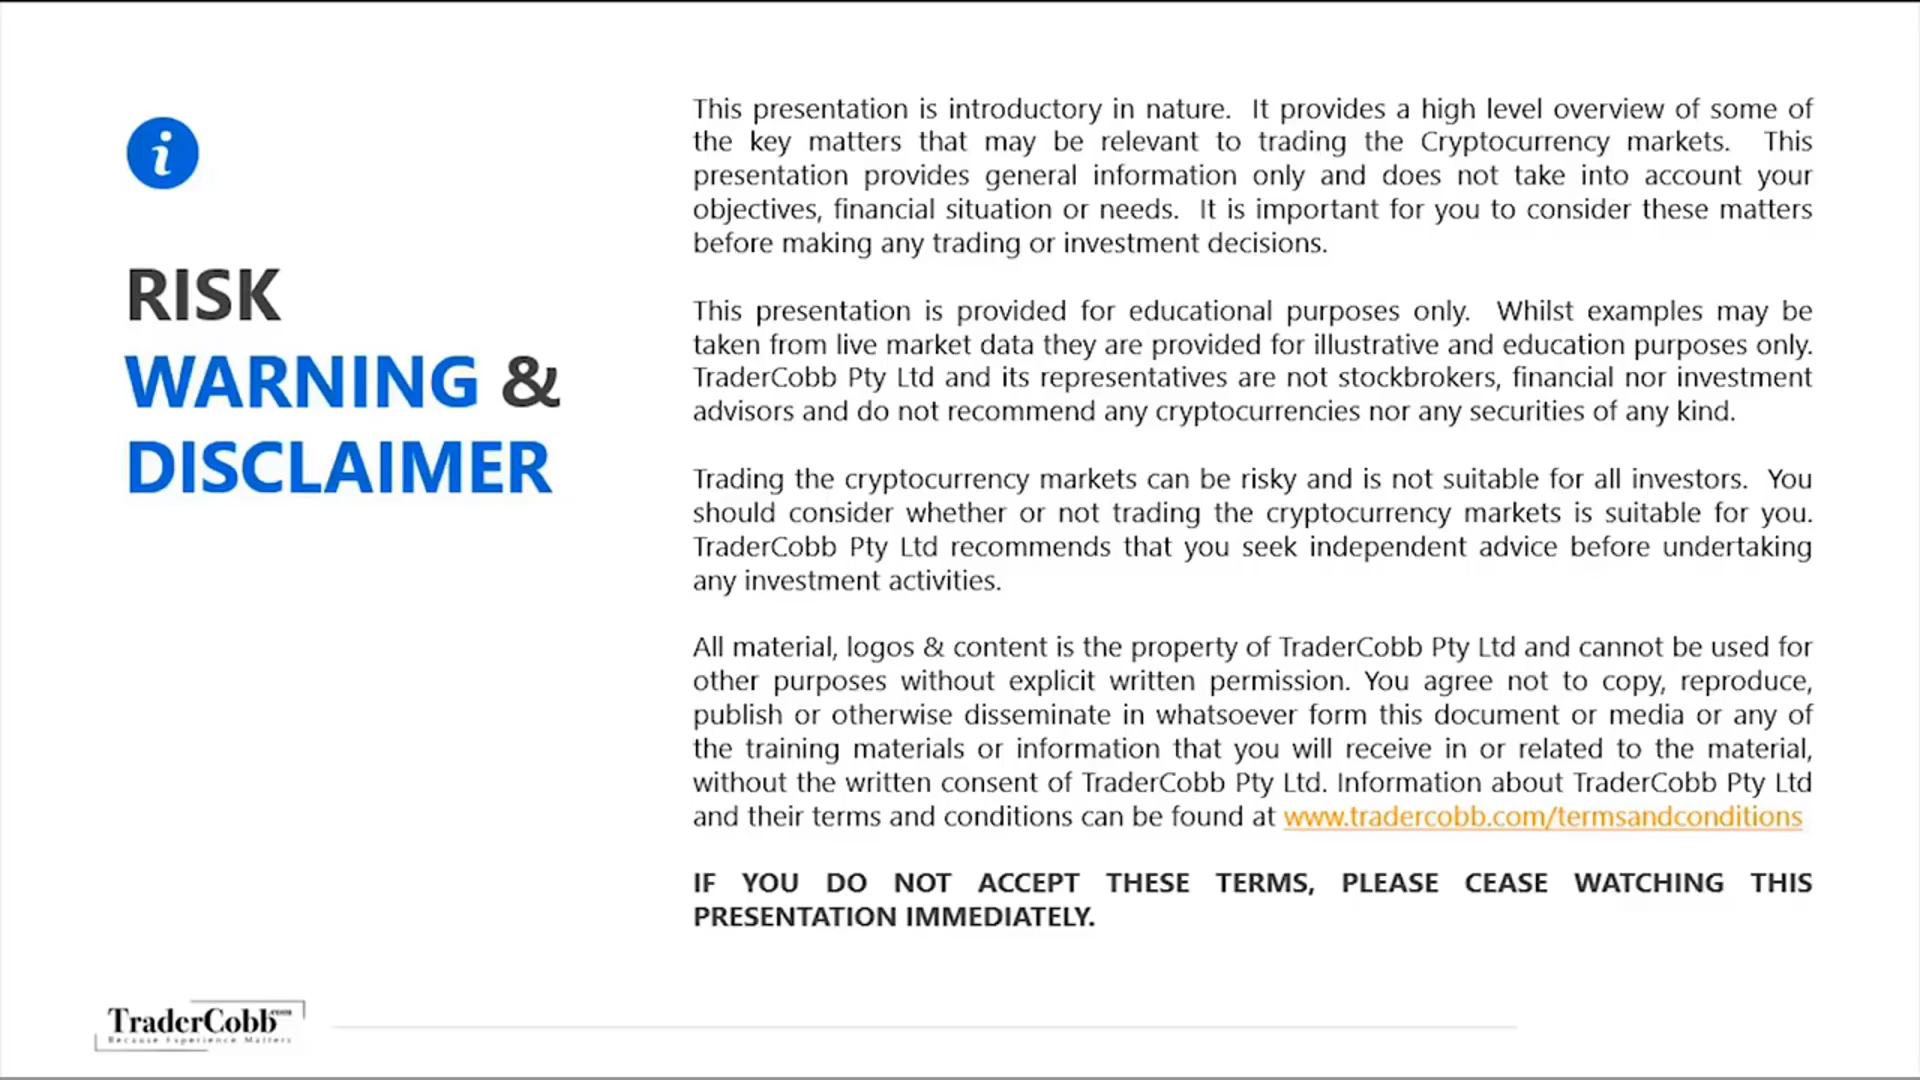 RISK
WARNING &
DISCLAIMER
This presentation is introductory in nature. It provides a high level overview of some of
the key matters that may be relevant to trading the Cryptocurrency markets. This
presentation provides general information only and does not take into account your
objectives, financial situation or needs. It is important for you to consider these matters
before making any trading or investment decisions.
This presentation is provided for educational purposes only. Whilst examples may be
taken from live market data they are provided for illustrative and education purposes only.
TraderCobb Pty Ltd and its representatives are not stockbrokers, financial nor investment
advisors and do not recommend any cryptocurrencies nor any securities of any kind.
Trading the cryptocurrency markets can be risky and is not suitable for all investors. You
should consider whether or not trading the cryptocurrency markets is suitable for you.
TraderCobb Pty Ltd recommends that you seek independent advice before undertaking
any investment activities.
All material, logos & content is the property of TraderCobb Pty Ltd and cannot be used for
other purposes without explicit written permission. You agree not to copy, reproduce,
publish or otherwise disseminate in whatsoever form this document or media or any of
the training materials or information that you will receive in or related to the material,
without the written consent of TraderCobb Pty Ltd. Information about TraderCobb Pty Ltd
and their terms and conditions can be found at www.tradercobb.com/termsandconditions
IF YOU DO NOT ACCEPT THESE TERMS, PLEASE CEASE WATCHING THIS
PRESENTATION IMMEDIATELY.
TraderCobb.com
Because Experience Matters